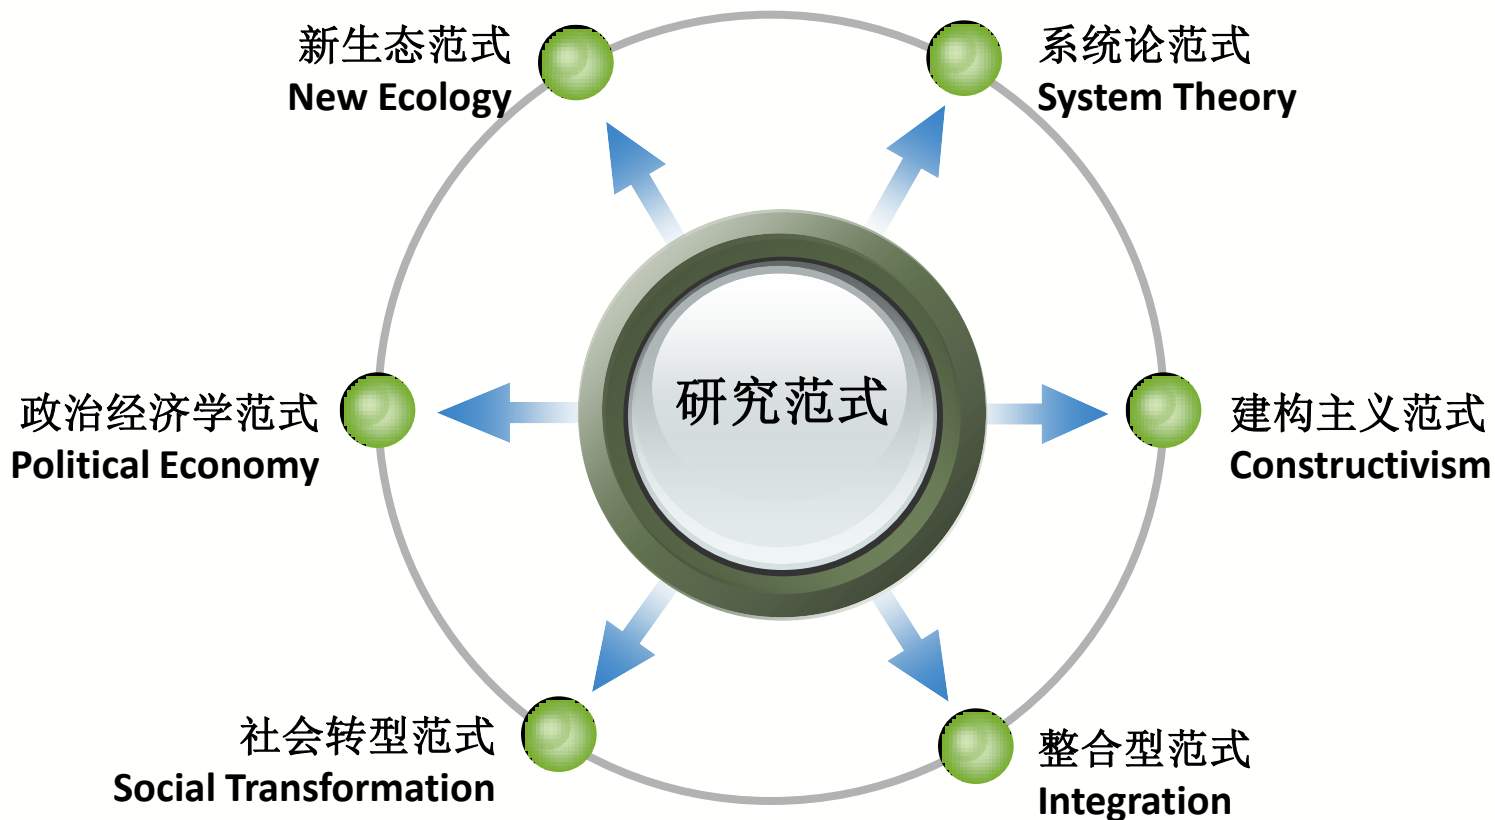 新生态范式
New Ecology
系统论范式
System Theory
研究范式
政治经济学范式
Political Economy
建构主义范式
Constructivism
社会转型范式
Social Transformation
整合型范式
Integration